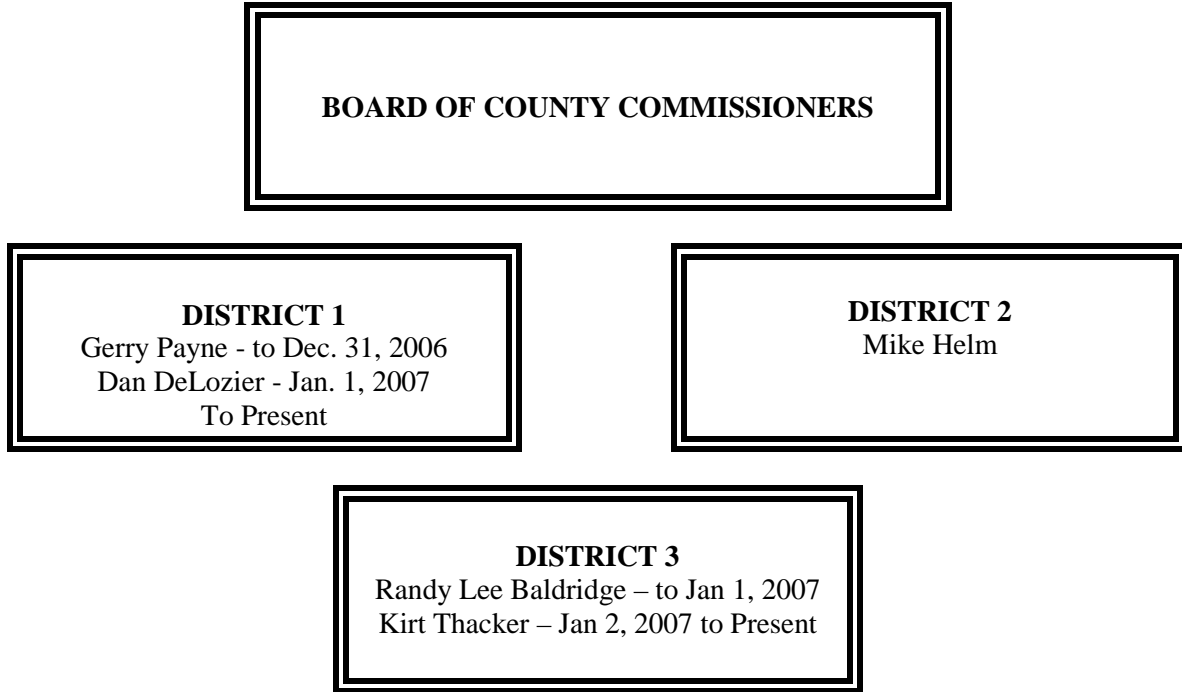 BOARD OF COUNTY COMMISSIONERS
DISTRICT 1
Gerry Payne - to Dec. 31, 2006
Dan DeLozier - Jan. 1, 2007
To Present
DISTRICT 2
Mike Helm
DISTRICT 3
Randy Lee Baldridge – to Jan 1, 2007
Kirt Thacker – Jan 2, 2007 to Present